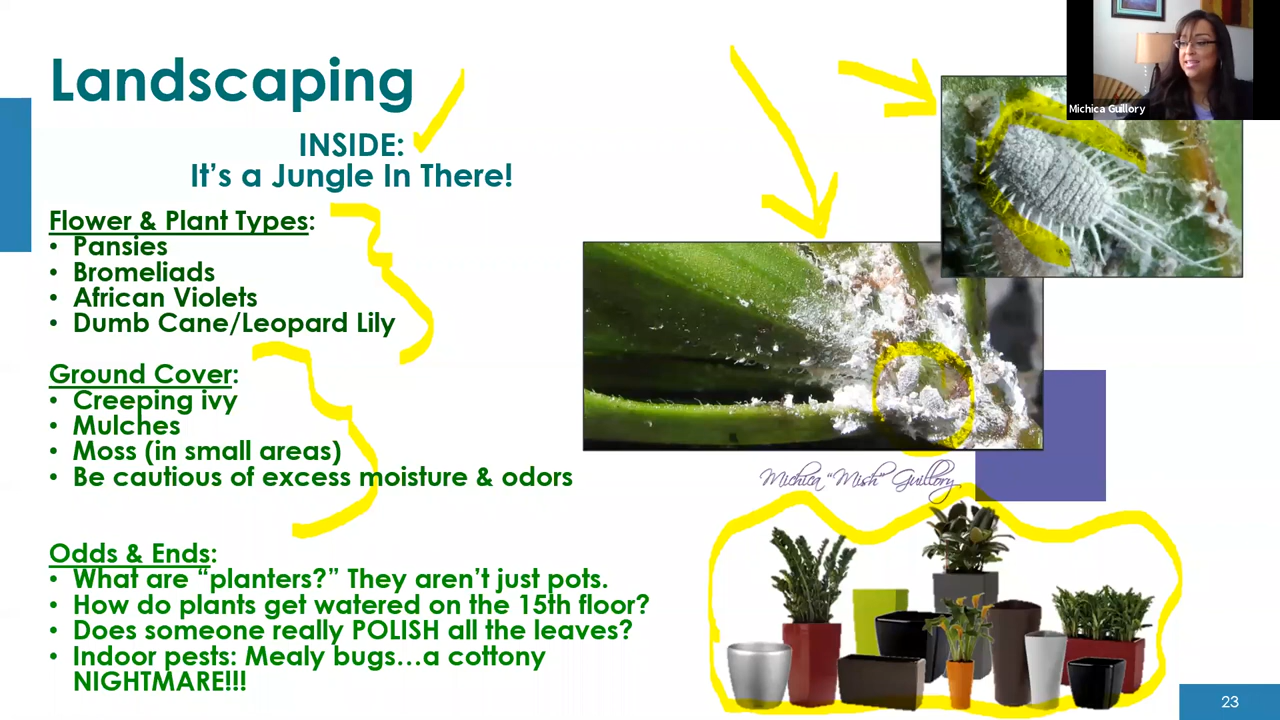 Landscaping
INSIDE:
It's a Jungle In There!
Flower & Plant Types:
• Pansies
• Bromeliads
• African Violets
• Dumb Cane/Leopard Lily
Ground Cover:
• Creeping ivy
• Mulches
• Moss (in small areas)
• Be cautious of excess moisture & odors
Odds & Ends:
• What are “planters?” They aren't just pots.
• How do plants get watered on the 15th floor?
• Does someone really POLISH all the leaves?
• Indoor pests: Mealy bugs…a cottony
NIGHTMARE!!!
Michica Guillory
Michica “Mish” Guillory
23